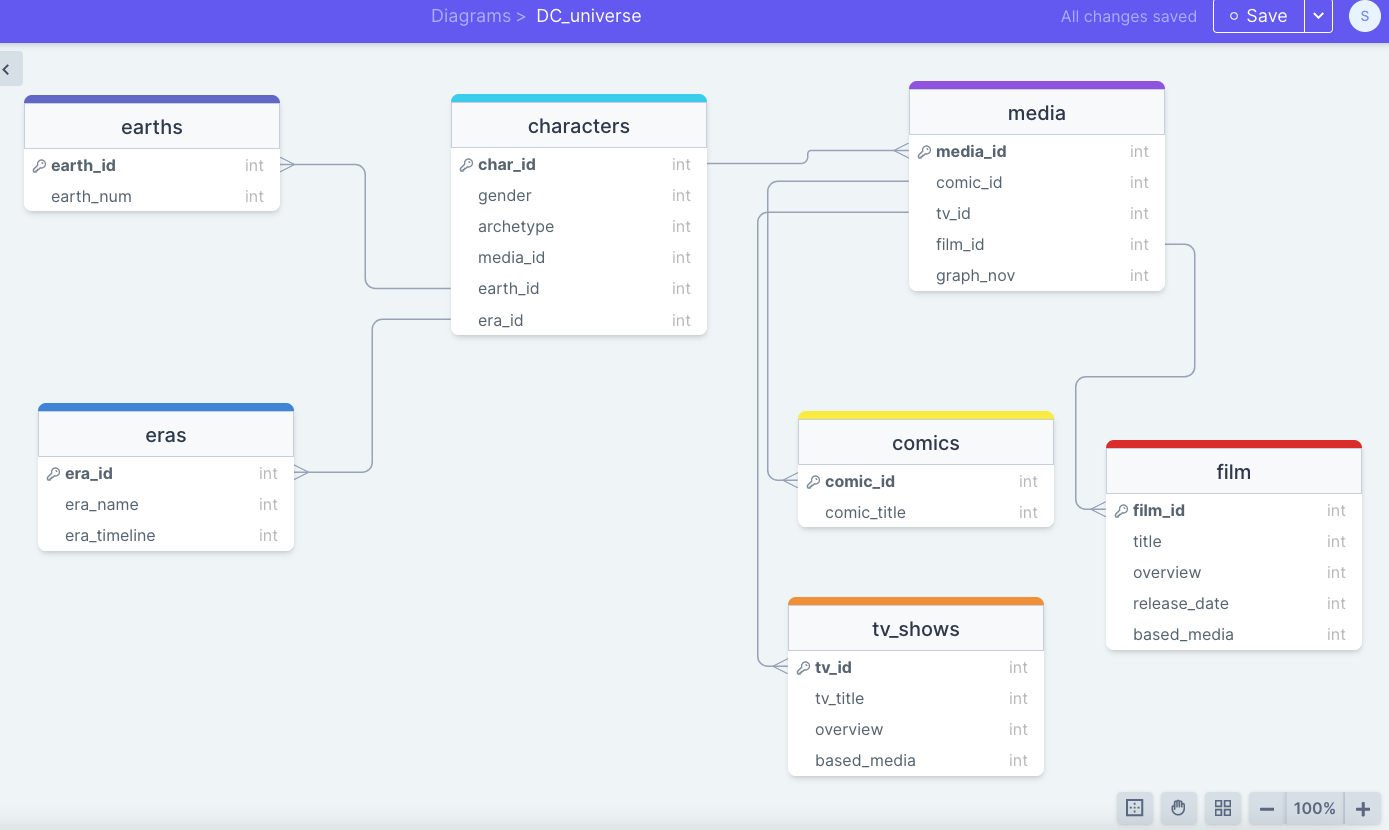 Diagrams > DC_universe
All changes saved
Save
S
earths
earth_id int
earth_num int
characters
char_id int
gender int
archetype int
media_id int
earth_id int
era_id int
media
media_id int
comic_id int
tv_id int
film_id int
graph_nov int
eras
era_id int
era_name int
era_timeline int
comics
comic_id int
comic_title int
film
film_id int
title int
overview int
release_date int
based_media int
tv_shows
tv_id int
tv_title int
overview int
based_media int
100%